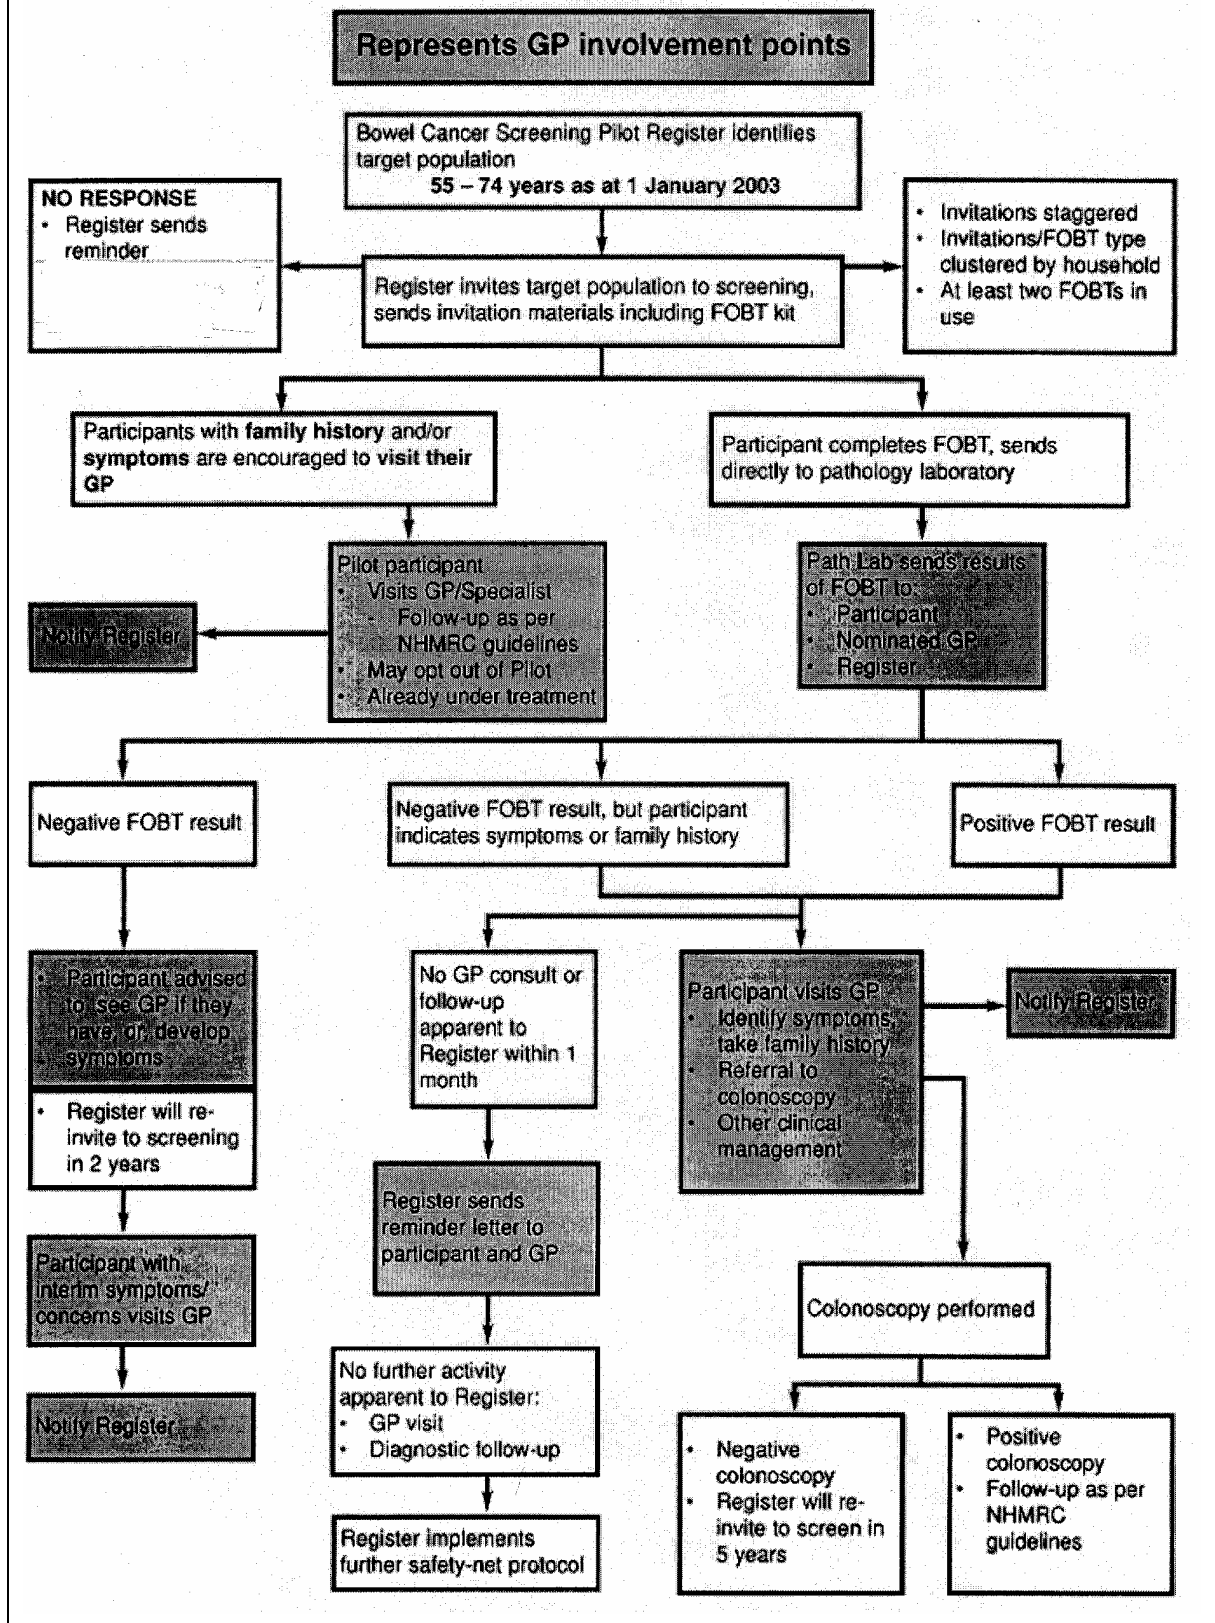 Represents GP involvement points
Bowel Cancer Screening Pilot Register identifies
target population
55 – 74 years as at 1 January 2003
NO RESPONSE
• Register sends
reminder
Register invites target population to screening,
sends invitation materials including FOBT kit
• Invitations staggered
• Invitations/FOBT type
clustered by household
• At least two FOBTs in
use
Participants with family history and/or
symptoms are encouraged to visit their
GP
Participant completes FOBT, sends
directly to pathology laboratory
Notify Register
Pilot participant
• Visits GP/Specialist
- Follow-up as per
NHMRC guidelines
• May opt out of Pilot
• Already under treatment
Path Lab sends results
of FOBT to:
• Participant
• Nominated GP
• Register
Negative FOBT result
Negative FOBT result, but participant
indicates symptoms or family history
Positive FOBT result
• Participant advised
to see GP if they
have, or, develop
symptoms
• Register will re-
invite to screening
in 2 years
Participant with
interim symptoms/
concerns visits GP
Notify Register
No GP consult or
follow-up
apparent to
Register within 1
month
Register sends
reminder letter to
participant and GP
No further activity
apparent to Register:
• GP visit
• Diagnostic follow-up
Register implements
further safety-net protocol
Participant visits GP
• Identify symptoms,
take family history
• Referral to
colonoscopy
• Other clinical
management
Notify Register
Colonoscopy performed
• Negative
colonoscopy
• Register will re-
invite to screen in
5 years
• Positive
colonoscopy
• Follow-up as per
NHMRC
guidelines